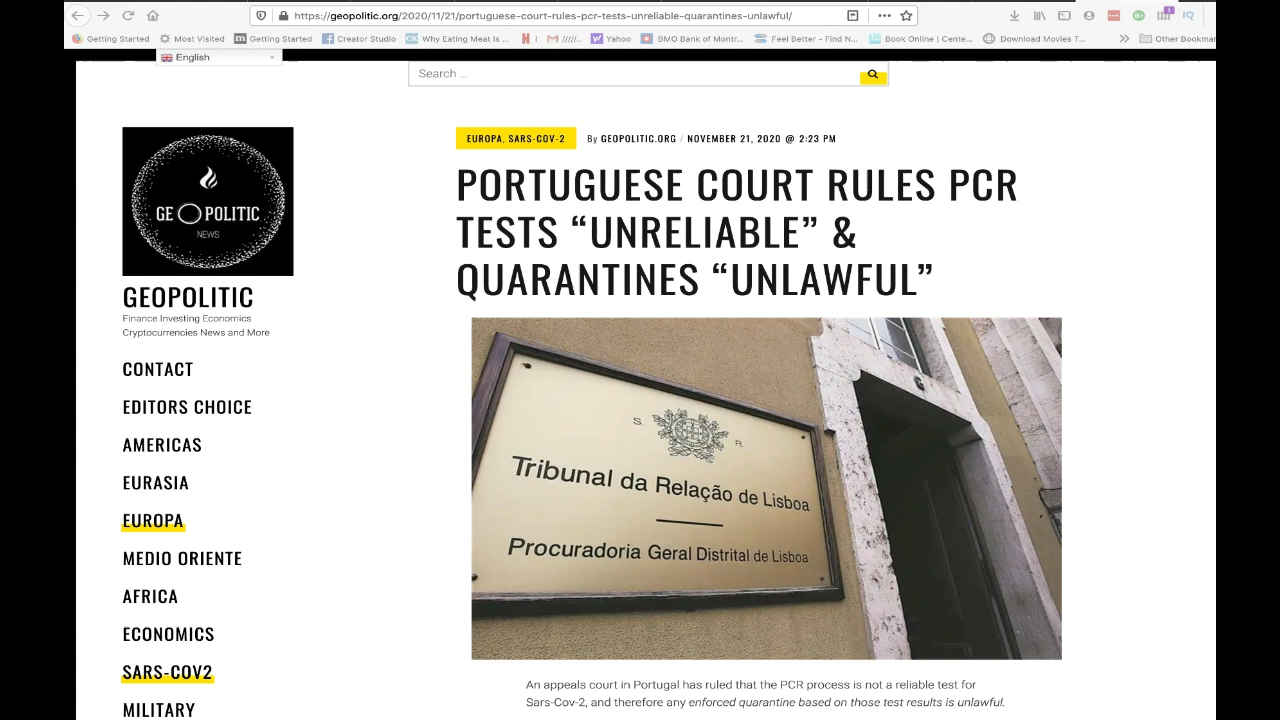 https://geopolitic.org/2020/11/21/portuguese-court-rules-pcr-tests-unreliable-quarantines-unlawful/
Getting Started
Most Visited
Getting Started
Creator Studio
Why Eating Meat Is ...
M /////..
Yahoo
BMO Bank of Montr...
Feel Better - Find N...
Book Online | Cente...
Download Movies T...
Other Bookmar
English
Search ...
EUROPA, SARS-COV-2 By GEOPOLITIC.ORG / NOVEMBER 21, 2020 @ 2:23 PM
PORTUGUESE COURT RULES PCR
TESTS “UNRELIABLE” &
QUARANTINES “UNLAWFUL”
GE POLITIC
NEWS
GEOPOLITIC
Finance Investing Economics
Cryptocurrencies News and More
CONTACT
EDITORS CHOICE
AMERICAS
EURASIA
EUROPA
MEDIO ORIENTE
AFRICA
ECONOMICS
SARS-COV2
MILITARY
S. R.
Tribunal da Relação de Lisboa
Procuradoria Geral Distrital de Lisboa
An appeals court in Portugal has ruled that the PCR process is not a reliable test for
Sars-Cov-2, and therefore any enforced quarantine based on those test results is unlawful.